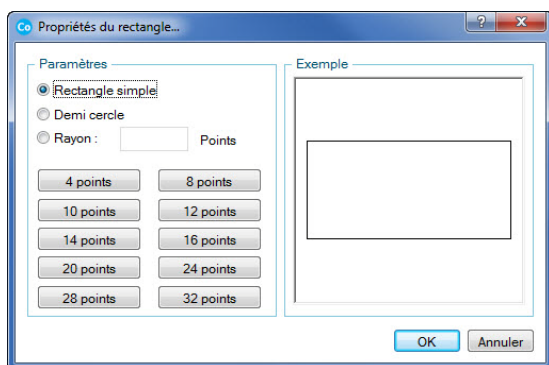 Co Propriétés du rectangle...
Paramètres
Rectangle simple
Demi cercle
Rayon : Points
4 points 8 points
10 points 12 points
14 points 16 points
20 points 24 points
28 points 32 points
Exemple
OK Annuler